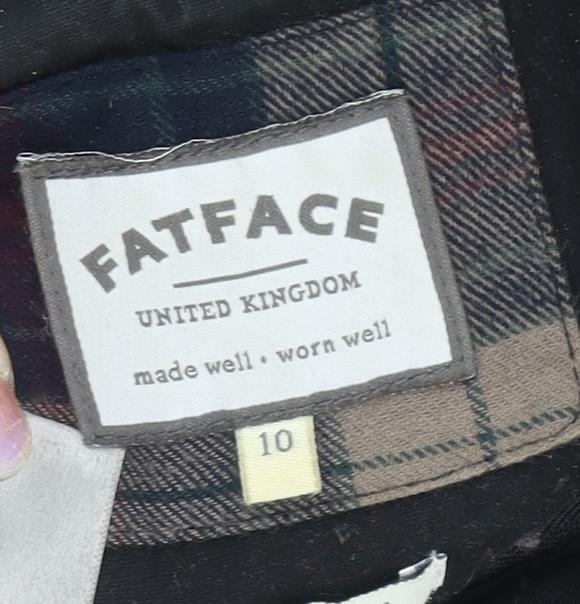 FATFACE
UNITED KINGDOM
made well • worn well
10